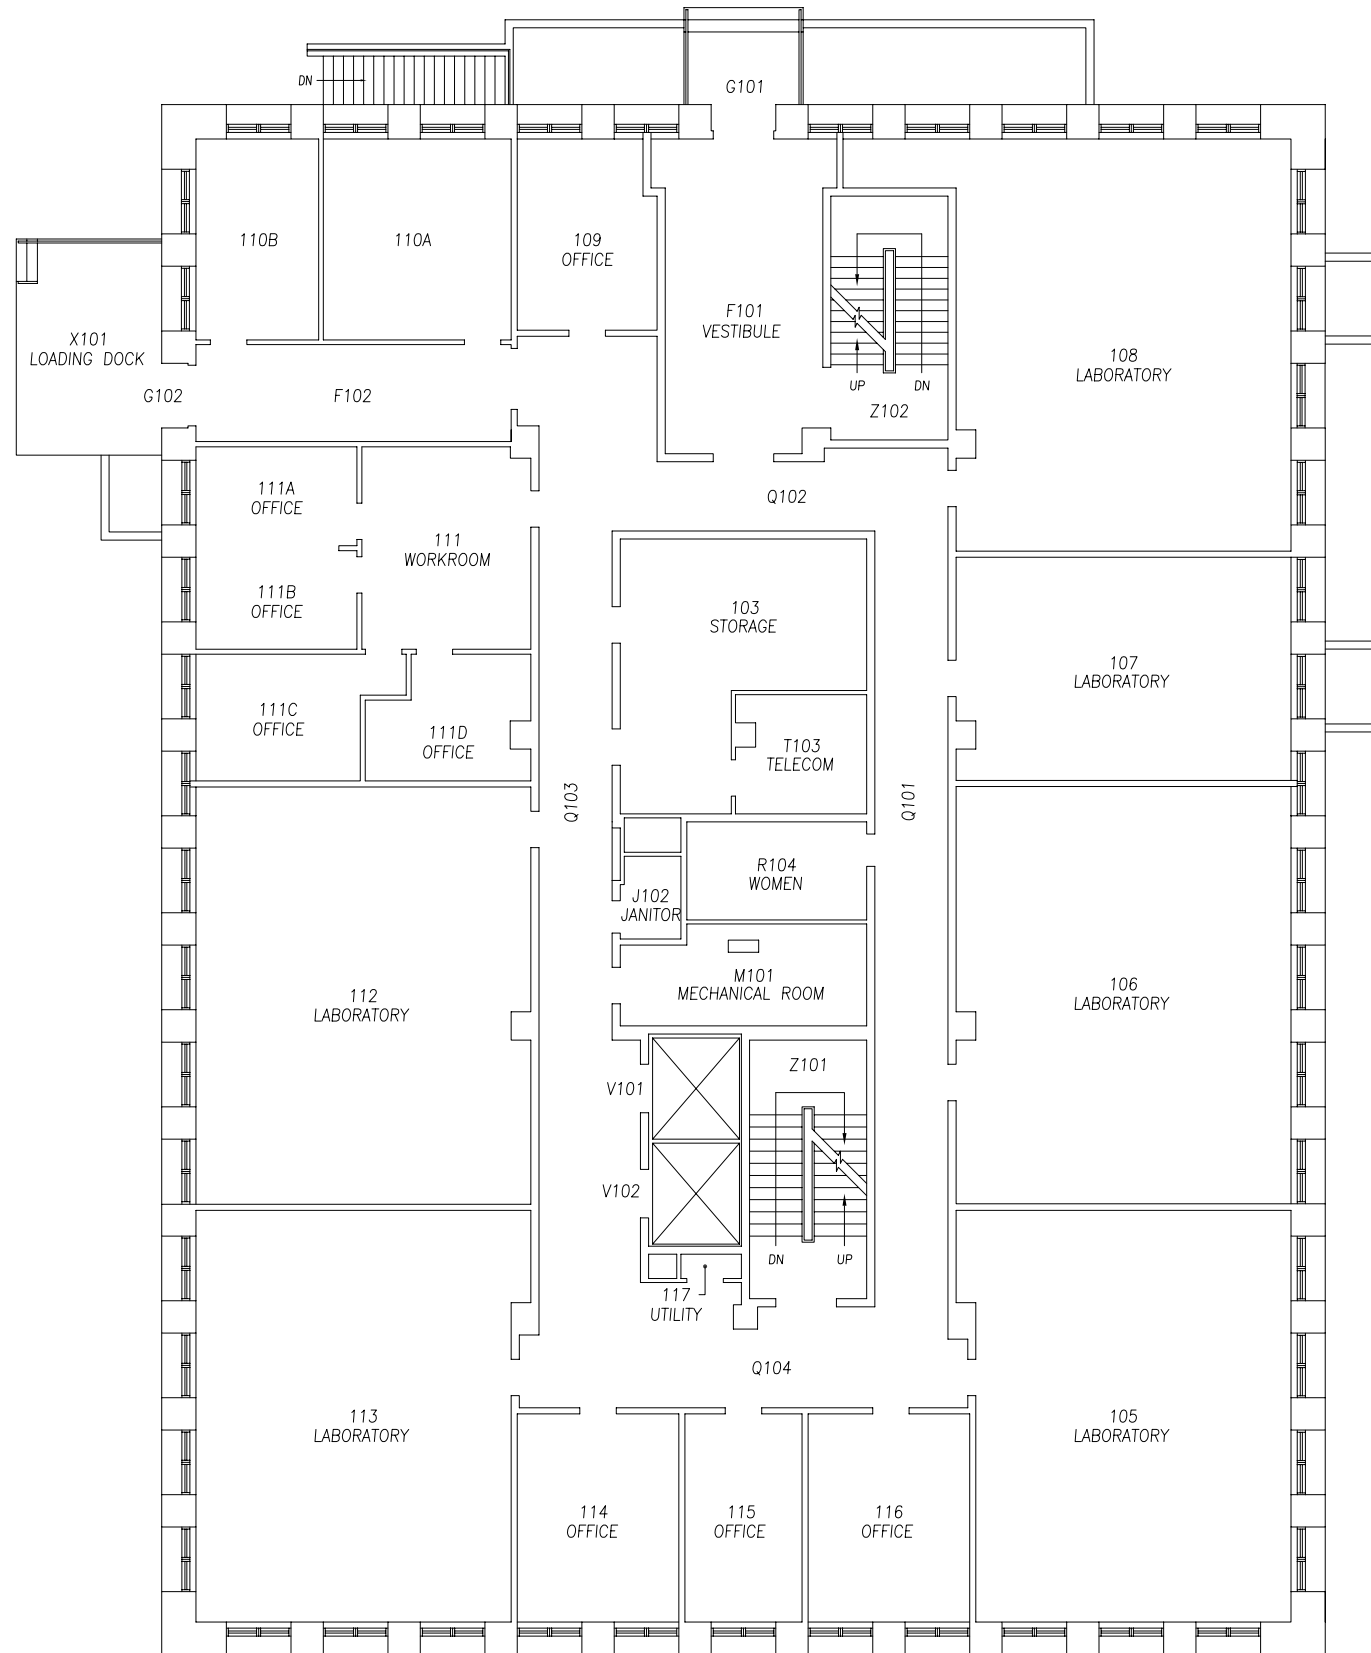 DN
G101
110B
110A
109
OFFICE
F101
VESTIBULE
X101
LOADING DOCK
108
LABORATORY
G102
F102
UP
DN
Z102
111A
OFFICE
Q102
111
WORKROOM
111B
OFFICE
103
STORAGE
107
LABORATORY
111C
OFFICE
111D
OFFICE
T103
TELECOM
Q103
Q101
R104
WOMEN
J102
JANITOR
M101
MECHANICAL ROOM
112
LABORATORY
106
LABORATORY
Z101
V101
V102
DN
UP
117
UTILITY
Q104
113
LABORATORY
105
LABORATORY
114
OFFICE
115
OFFICE
116
OFFICE